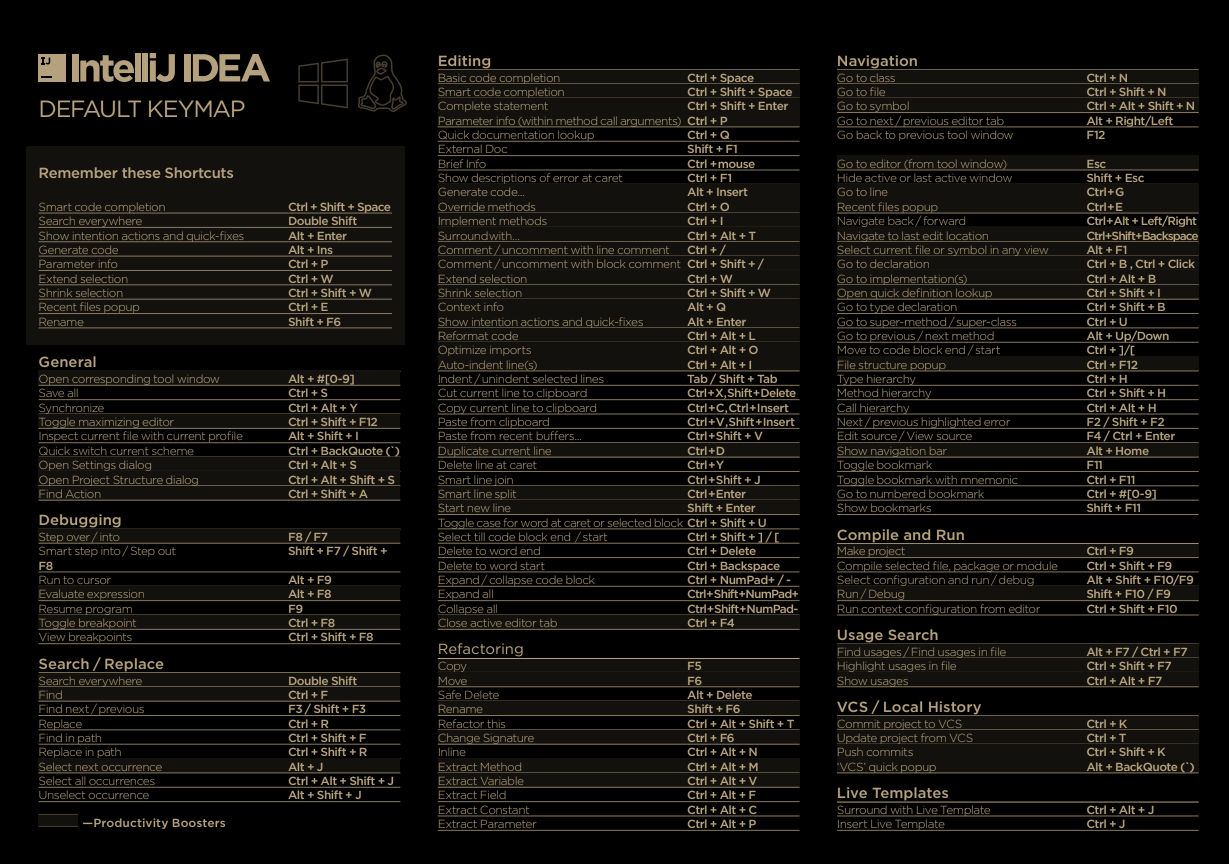 IJ IntelliJ IDEA
DEFAULT KEYMAP
Remember these Shortcuts
Smart code completion Ctrl + Shift + Space
Search everywhere Double Shift
Show intention actions and quick-fixes Alt + Enter
Generate code Alt + Ins
Parameter info Ctrl + P
Extend selection Ctrl + W
Shrink selection Ctrl + Shift + W
Recent files popup Ctrl + E
Rename Shift + F6
General
Open corresponding tool window Alt + #[0-9]
Save all Ctrl + S
Synchronize Ctrl + Alt + Y
Toggle maximizing editor Ctrl + Shift + F12
Inspect current file with current profile Alt + Shift + I
Quick switch current scheme Ctrl + BackQuote (`)
Open Settings dialog Ctrl + Alt + S
Open Project Structure dialog Ctrl + Alt + Shift + S
Find Action Ctrl + Shift + A
Debugging
Step over / into F8 / F7
Smart step into / Step out Shift + F7 / Shift +
F8
Run to cursor Alt + F9
Evaluate expression Alt + F8
Resume program F9
Toggle breakpoint Ctrl + F8
View breakpoints Ctrl + Shift + F8
Search / Replace
Search everywhere Double Shift
Find Ctrl + F
Find next / previous F3 / Shift + F3
Replace Ctrl + R
Find in path Ctrl + Shift + F
Replace in path Ctrl + Shift + R
Select next occurrence Alt + J
Select all occurrences Ctrl + Alt + Shift + J
Unselect occurrence Alt + Shift + J
—Productivity Boosters
Editing
Basic code completion Ctrl + Space
Smart code completion Ctrl + Shift + Space
Complete statement Ctrl + Shift + Enter
Parameter info (within method call arguments) Ctrl + P
Quick documentation lookup Ctrl + Q
External Doc Shift + F1
Brief Info Ctrl +mouse
Show descriptions of error at caret Ctrl + F1
Generate code... Alt + Insert
Override methods Ctrl + O
Implement methods Ctrl + I
Surround with... Ctrl + Alt + T
Comment / uncomment with line comment Ctrl + /
Comment / uncomment with block comment Ctrl + Shift + /
Extend selection Ctrl + W
Shrink selection Ctrl + Shift + W
Context info Alt + Q
Show intention actions and quick-fixes Alt + Enter
Reformat code Ctrl + Alt + L
Optimize imports Ctrl + Alt + O
Auto-indent line(s) Ctrl + Alt + I
Indent / unindent selected lines Tab / Shift + Tab
Cut current line to clipboard Ctrl+X,Shift+Delete
Copy current line to clipboard Ctrl+C,Ctrl+Insert
Paste from clipboard Ctrl+V,Shift+Insert
Paste from recent buffers... Ctrl+Shift + V
Duplicate current line Ctrl+D
Delete line at caret Ctrl+Y
Smart line join Ctrl+Shift + J
Smart line split Ctrl+Enter
Start new line Shift + Enter
Toggle case for word at caret or selected block Ctrl + Shift + U
Select till code block end / start Ctrl + Shift + ] / [
Delete to word end Ctrl + Delete
Delete to word start Ctrl + Backspace
Expand / collapse code block Ctrl + NumPad+ / -
Expand all Ctrl+Shift+NumPad+
Collapse all Ctrl+Shift+NumPad-
Close active editor tab Ctrl + F4
Refactoring
Copy F5
Move F6
Safe Delete Alt + Delete
Rename Shift + F6
Refactor this Ctrl + Alt + Shift + T
Change Signature Ctrl + F6
Inline Ctrl + Alt + N
Extract Method Ctrl + Alt + M
Extract Variable Ctrl + Alt + V
Extract Field Ctrl + Alt + F
Extract Constant Ctrl + Alt + C
Extract Parameter Ctrl + Alt + P
Navigation
Go to class Ctrl + N
Go to file Ctrl + Shift + N
Go to symbol Ctrl + Alt + Shift + N
Go to next / previous editor tab Alt + Right/Left
Go back to previous tool window F12
Go to editor (from tool window) Esc
Hide active or last active window Shift + Esc
Go to line Ctrl+G
Recent files popup Ctrl+E
Navigate back / forward Ctrl+Alt + Left/Right
Navigate to last edit location Ctrl+Shift+Backspace
Select current file or symbol in any view Alt + F1
Go to declaration Ctrl + B , Ctrl + Click
Go to implementation(s) Ctrl + Alt + B
Open quick definition lookup Ctrl + Shift + I
Go to type declaration Ctrl + Shift + B
Go to super-method / super-class Ctrl + U
Go to previous / next method Alt + Up/Down
Move to code block end / start Ctrl + ]/[
File structure popup Ctrl + F12
Type hierarchy Ctrl + H
Method hierarchy Ctrl + Shift + H
Call hierarchy Ctrl + Alt + H
Next / previous highlighted error F2 / Shift + F2
Edit source / View source F4 / Ctrl + Enter
Show navigation bar Alt + Home
Toggle bookmark F11
Toggle bookmark with mnemonic Ctrl + F11
Go to numbered bookmark Ctrl + #[0-9]
Show bookmarks Shift + F11
Compile and Run
Make project Ctrl + F9
Compile selected file, package or module Ctrl + Shift + F9
Select configuration and run / debug Alt + Shift + F10/F9
Run / Debug Shift + F10 / F9
Run context configuration from editor Ctrl + Shift + F10
Usage Search
Find usages / Find usages in file Alt + F7 / Ctrl + F7
Highlight usages in file Ctrl + Shift + F7
Show usages Ctrl + Alt + F7
VCS / Local History
Commit project to VCS Ctrl + K
Update project from VCS Ctrl + T
Push commits Ctrl + Shift + K
‘VCS’ quick popup Alt + BackQuote (`)
Live Templates
Surround with Live Template Ctrl + Alt + J
Insert Live Template Ctrl + J